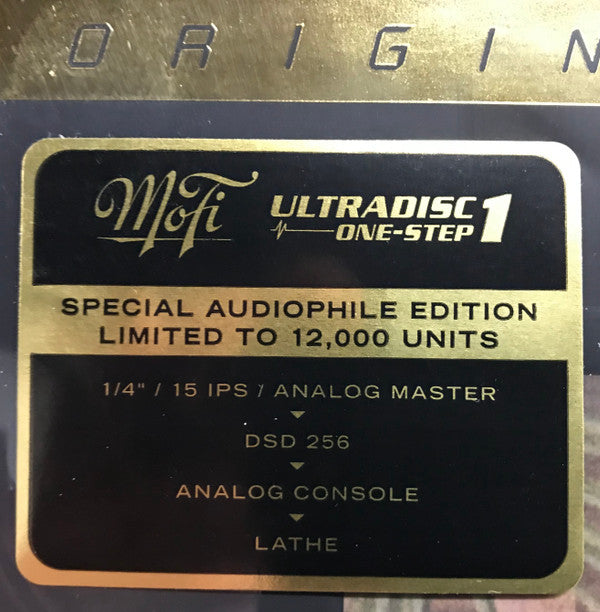 ORIGIN
MoFi ULTRADISC 1
ONE-STEP
SPECIAL AUDIOPHILE EDITION
LIMITED TO 12,000 UNITS
1/4" / 15 IPS / ANALOG MASTER
DSD 256
ANALOG CONSOLE
LATHE